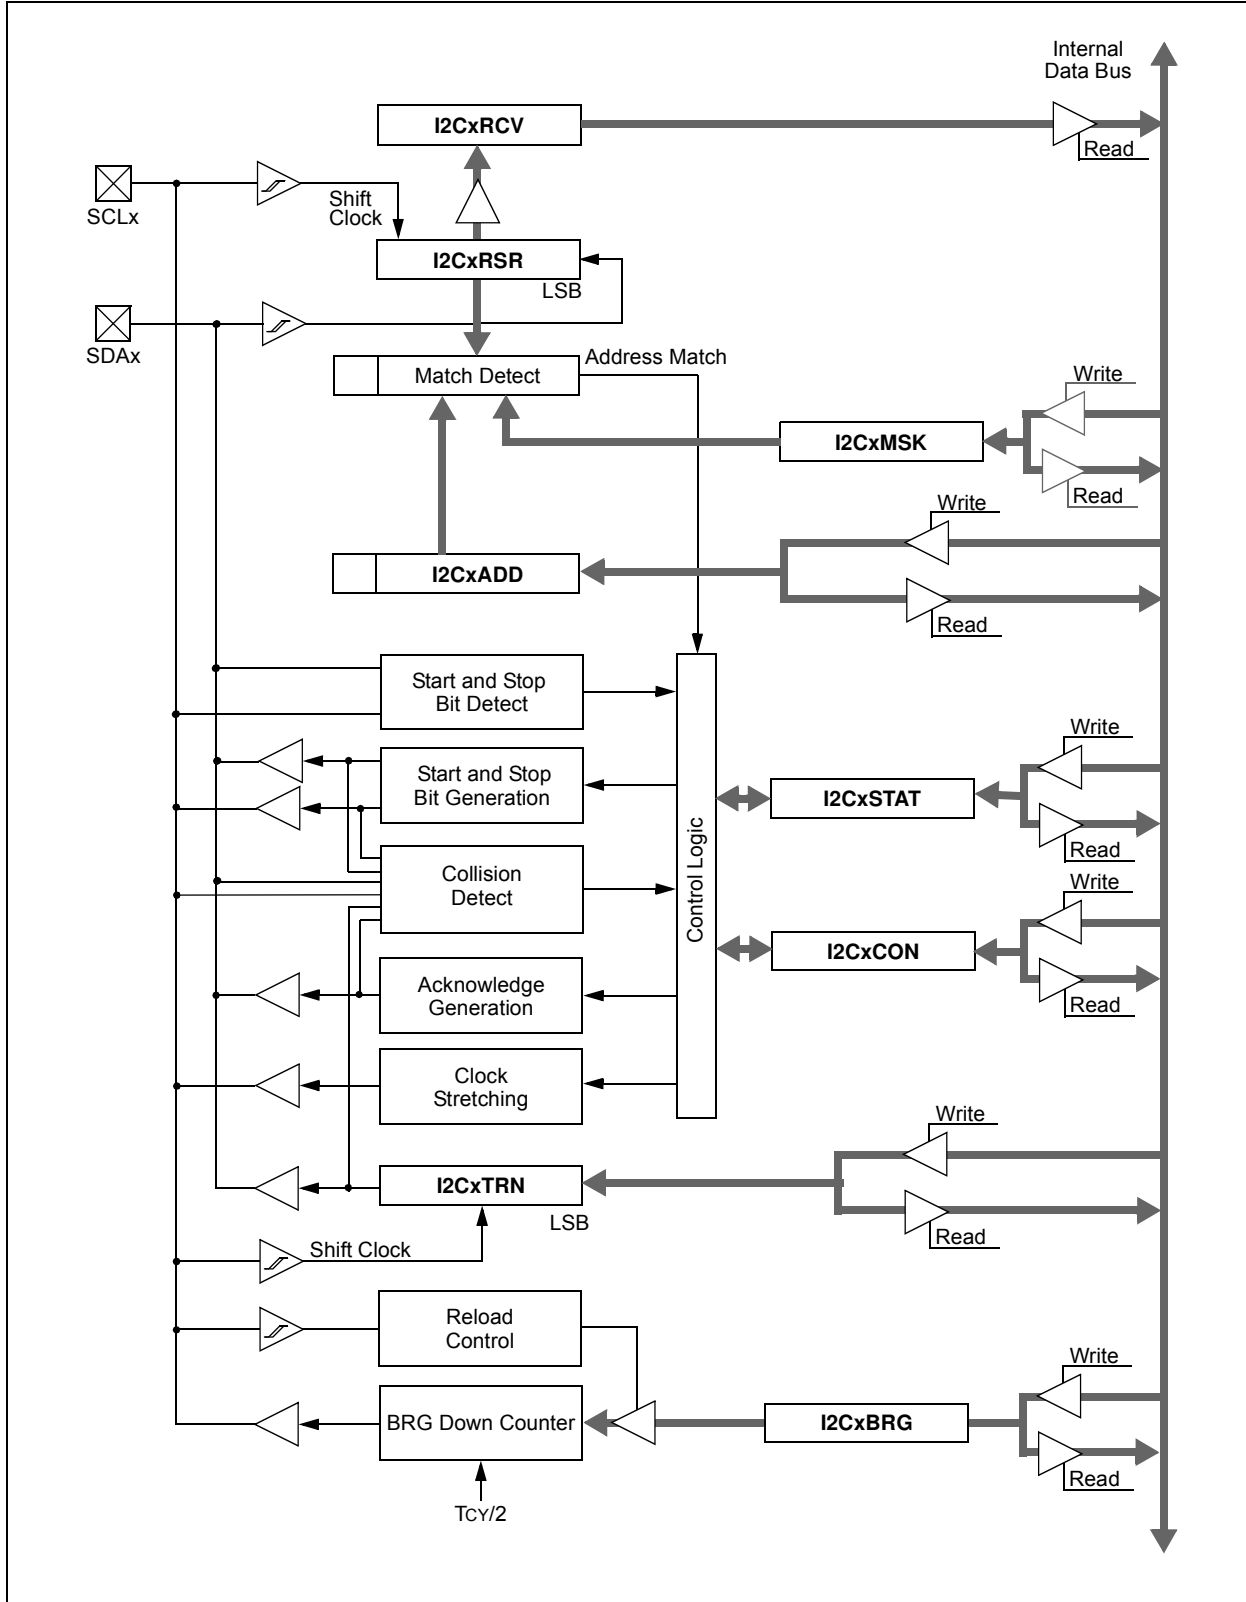 Internal
Data Bus
I2CxRCV
Read
SCLx
Shift
Clock
I2CxRSR
LSB
SDAx
Address Match
Match Detect
Write
I2CxMSK
Read
Write
I2CxADD
Read
Start and Stop
Bit Detect
Write
Start and Stop
Bit Generation
I2CxSTAT
Read
Control Logic
Collision
Detect
Write
I2CxCON
Read
Acknowledge
Generation
Clock
Stretching
Write
I2CxTRN
LSB
Read
Shift Clock
Reload
Control
Write
BRG Down Counter
I2CxBRG
Read
TCY/2